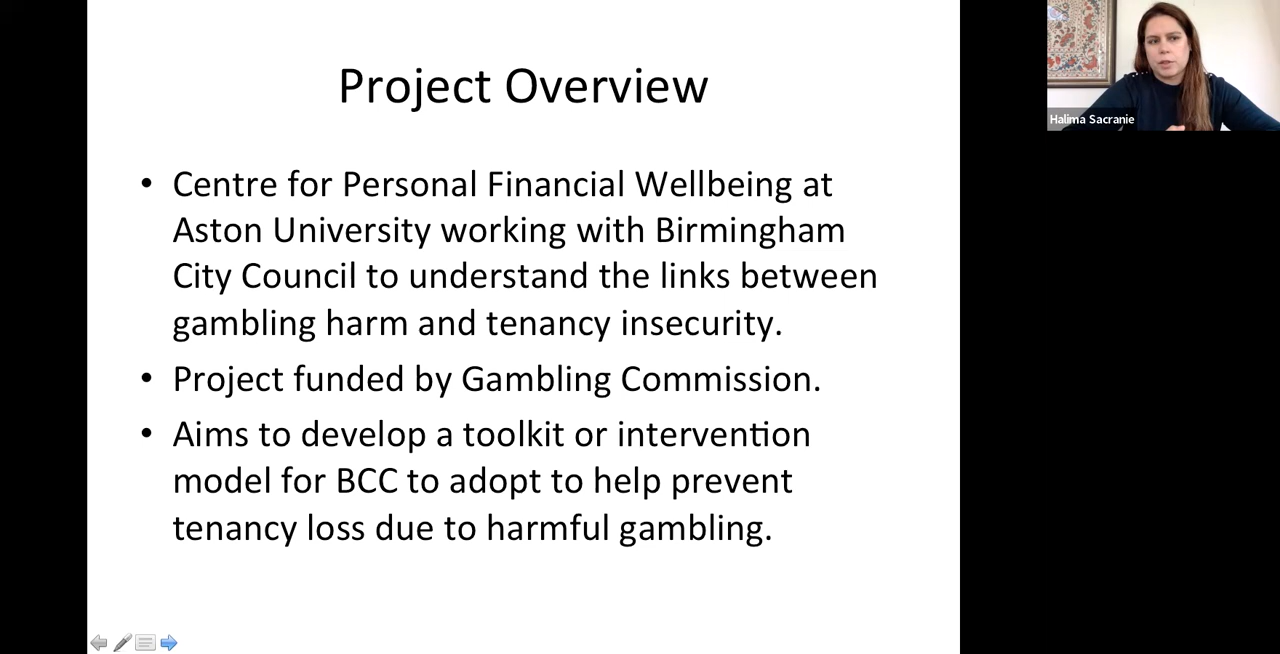 Project Overview
• Centre for Personal Financial Wellbeing at
Aston University working with Birmingham
City Council to understand the links between
gambling harm and tenancy insecurity.
• Project funded by Gambling Commission.
• Aims to develop a toolkit or intervention
model for BCC to adopt to help prevent
tenancy loss due to harmful gambling.
Halima Sacranie